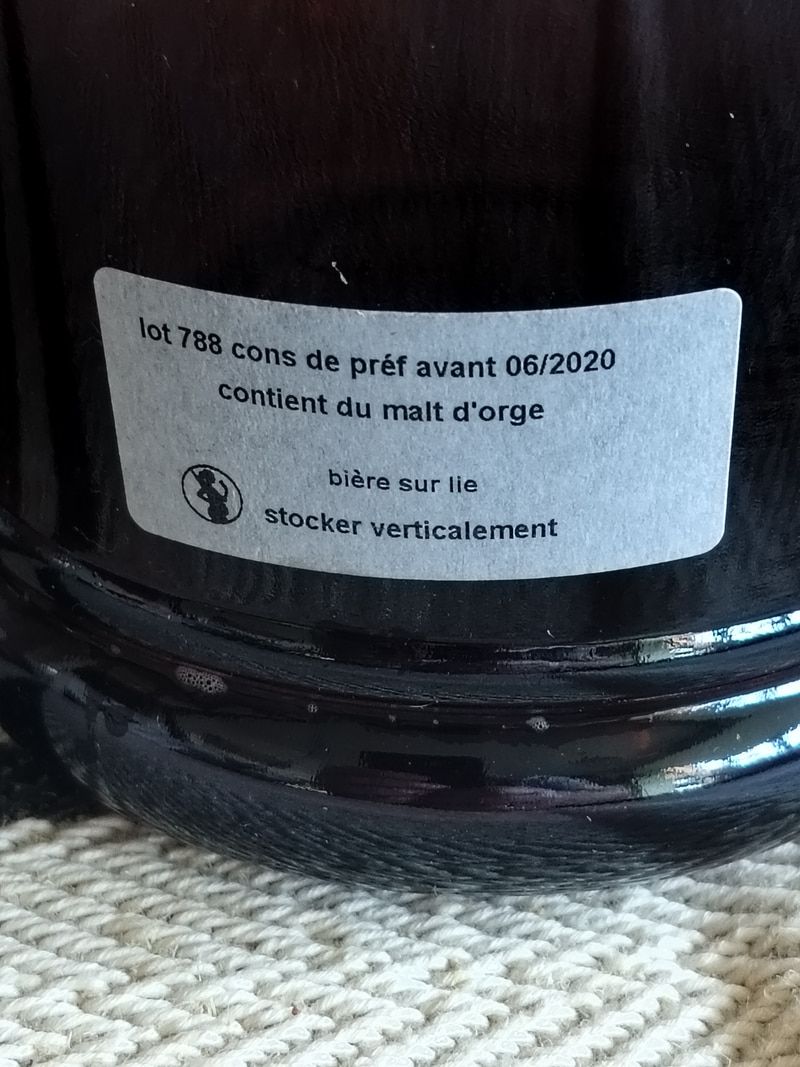 lot 788 cons de préf avant 06/2020
contient du malt d'orge
bière sur lie
stocker verticalement